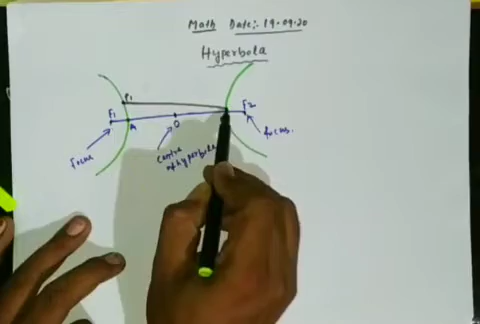 Math Date:- 19.09.20
Hyperbola
P1
F1 A O F2
focus centre focus.
of hyperbola